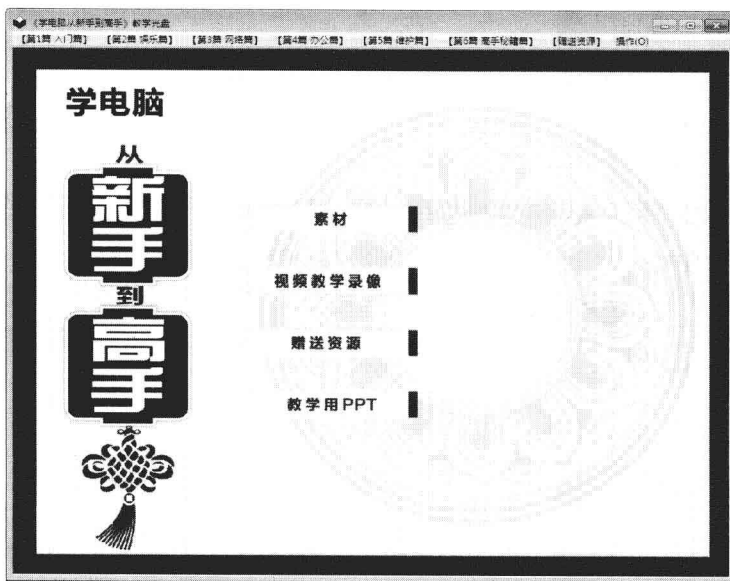 《学电脑从新手到高手》教学光盘
【第1篇 入门篇】 【第2篇 娱乐篇】 【第3篇 网络篇】 【第4篇 办公篇】 【第5篇 维护篇】 【第6篇 高手秘籍篇】 【赠送资源】 操作(O)
学电脑
从
新
手
到
高
手
素材
视频教学录像
赠送资源
教学用PPT